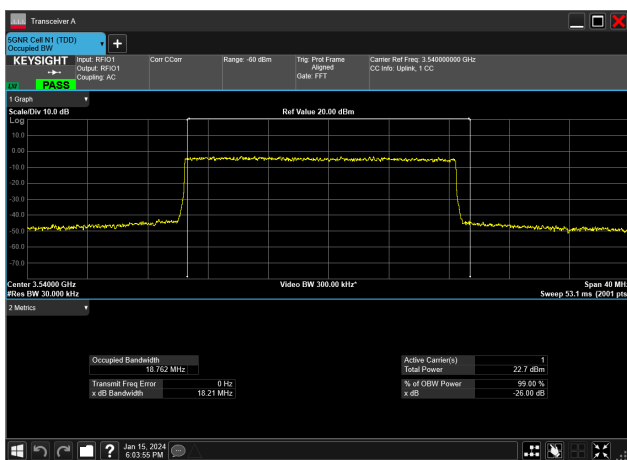 Transceiver A
5GNR Cell N1 (TDD)
Occupied BW
KEYSIGHT
Input: RFIO1
Output: RFIO1
Coupling: AC
Corr CCorr
Range: -60 dBm
Trig: Prot Frame
Aligned
Gate: FFT
Carrier Ref Freq: 3.540000000 GHz
CC Info: Uplink, 1 CC
PASS
1 Graph
Scale/Div 10.0 dB
Ref Value 20.00 dBm
Log
10.0
0.00
-10.0
-20.0
-30.0
-40.0
-50.0
-60.0
-70.0
Center 3.54000 GHz
Video BW 300.00 kHz*
Span 40 MHz
#Res BW 30.000 kHz
Sweep 53.1 ms (2001 pts
2 Metrics
Occupied Bandwidth
18.762 MHz
Active Carrier(s) 1
Total Power 22.7 dBm
Transmit Freq Error 0 Hz
x dB Bandwidth 18.21 MHz
% of OBW Power 99.00 %
x dB -26.00 dB
Jan 15, 2024
6:03:55 PM